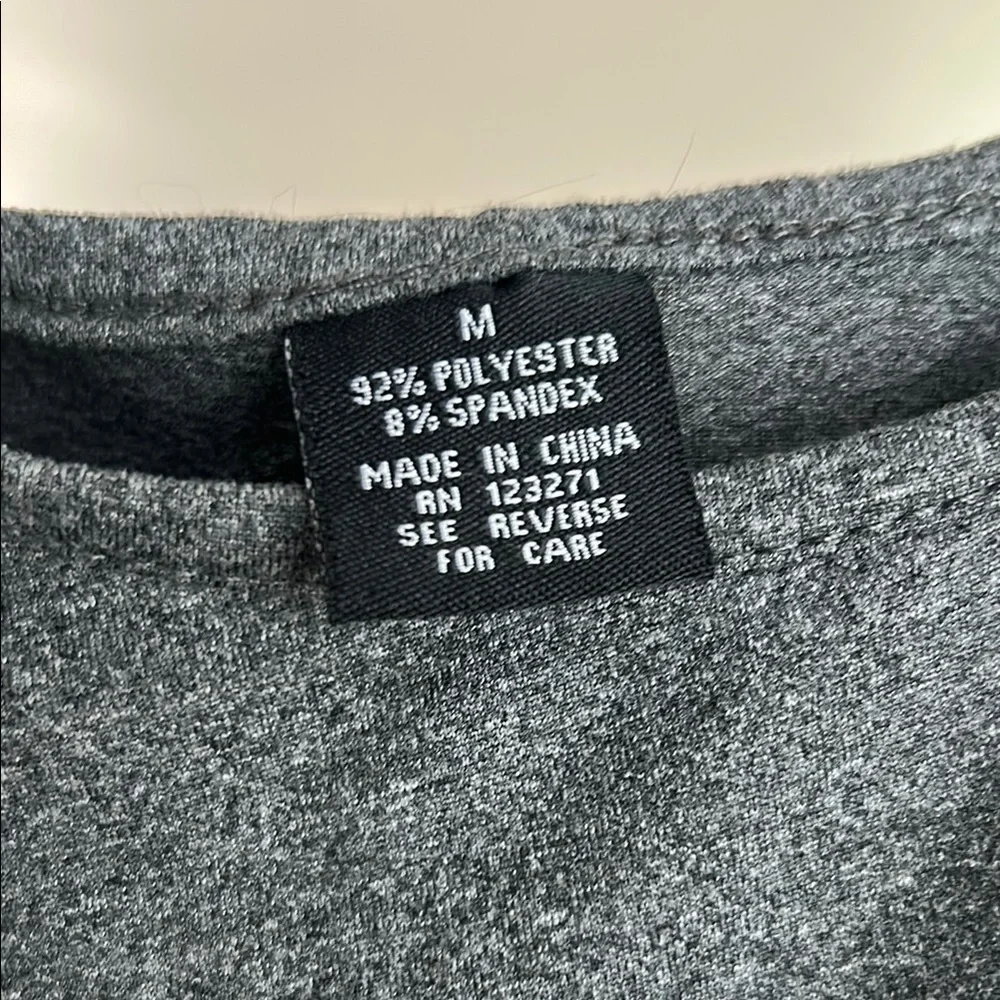 M
92% POLYESTER
8% SPANDEX
MADE IN CHINA
RN 123271
SEE REVERSE
FOR CARE